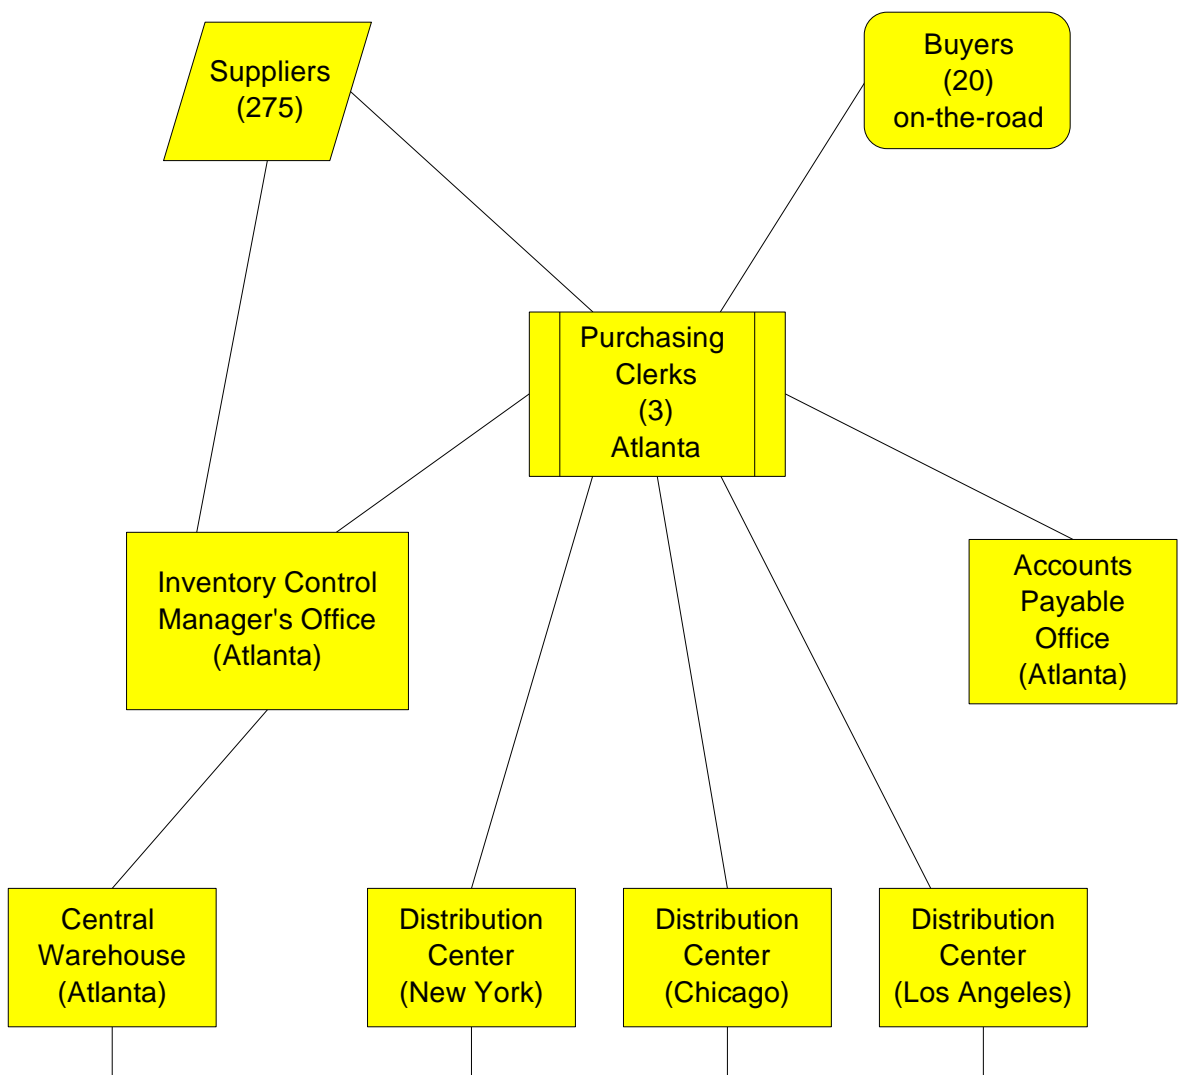 Suppliers
(275)
Buyers
(20)
on-the-road
Purchasing
Clerks
(3)
Atlanta
Inventory Control
Manager's Office
(Atlanta)
Accounts
Payable
Office
(Atlanta)
Central
Warehouse
(Atlanta)
Distribution
Center
(New York)
Distribution
Center
(Chicago)
Distribution
Center
(Los Angeles)